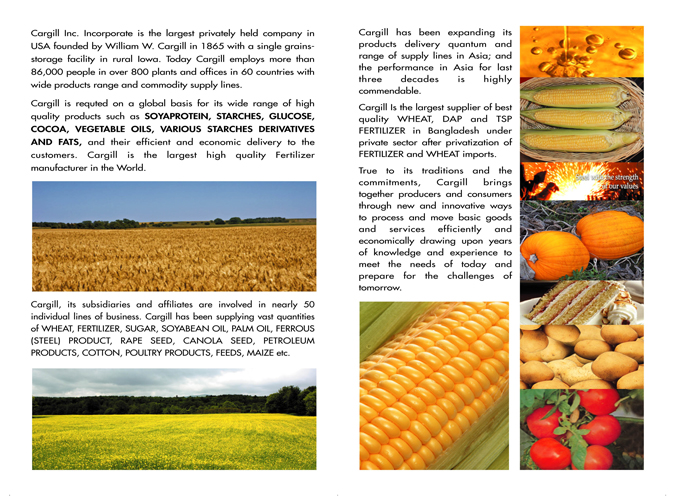 Cargill Inc. Incorporate is the largest privately held company in
USA founded by William W. Cargill in 1865 with a single grains-
storage facility in rural Iowa. Today Cargill employs more than
86,000 people in over 800 plants and offices in 60 countries with
wide products range and commodity supply lines.
Cargill is requted on a global basis for its wide range of high
quality products such as SOYAPROTEIN, STARCHES, GLUCOSE,
COCOA, VEGETABLE OILS, VARIOUS STARCHES DERIVATIVES
AND FATS, and their efficient and economic delivery to the
customers. Cargill is the largest high quality Fertilizer
manufacturer in the World.
Cargill, its subsidiaries and affiliates are involved in nearly 50
individual lines of business. Cargill has been supplying vast quantities
of WHEAT, FERTILIZER, SUGAR, SOYABEAN OIL, PALM OIL, FERROUS
(STEEL) PRODUCT, RAPE SEED, CANOLA SEED, PETROLEUM
PRODUCTS, COTTON, POULTRY PRODUCTS, FEEDS, MAIZE etc.
Cargill has been expanding its
products delivery quantum and
range of supply lines in Asia; and
the performance in Asia for last
three decades is highly
commendable.
Cargill Is the largest supplier of best
quality WHEAT, DAP and TSP
FERTILIZER in Bangladesh under
private sector after privatization of
FERTILIZER and WHEAT imports.
True to its traditions and the
commitments, Cargill brings
together producers and consumers
through new and innovative ways
to process and move basic goods
and services efficiently and
economically drawing upon years
of knowledge and experience to
meet the needs of today and
prepare for the challenges of
tomorrow.
the strength
our values